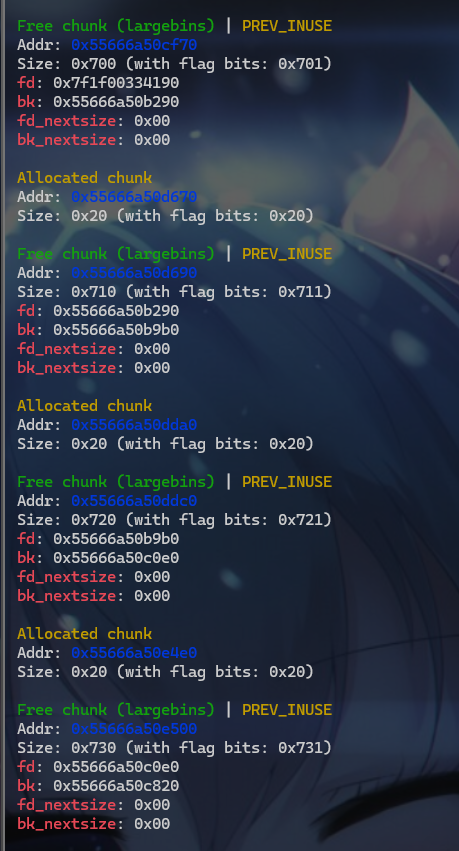 Free chunk (largebins) | PREV_INUSE
Addr: 0x55666a50cf70
Size: 0x700 (with flag bits: 0x701)
fd: 0x7f1f00334190
bk: 0x55666a50b290
fd_nextsize: 0x00
bk_nextsize: 0x00
Allocated chunk
Addr: 0x55666a50d670
Size: 0x20 (with flag bits: 0x20)
Free chunk (largebins) | PREV_INUSE
Addr: 0x55666a50d690
Size: 0x710 (with flag bits: 0x711)
fd: 0x55666a50b290
bk: 0x55666a50b9b0
fd_nextsize: 0x00
bk_nextsize: 0x00
Allocated chunk
Addr: 0x55666a50dda0
Size: 0x20 (with flag bits: 0x20)
Free chunk (largebins) | PREV_INUSE
Addr: 0x55666a50ddc0
Size: 0x720 (with flag bits: 0x721)
fd: 0x55666a50b9b0
bk: 0x55666a50c0e0
fd_nextsize: 0x00
bk_nextsize: 0x00
Allocated chunk
Addr: 0x55666a50e4e0
Size: 0x20 (with flag bits: 0x20)
Free chunk (largebins) | PREV_INUSE
Addr: 0x55666a50e500
Size: 0x730 (with flag bits: 0x731)
fd: 0x55666a50c0e0
bk: 0x55666a50c820
fd_nextsize: 0x00
bk_nextsize: 0x00